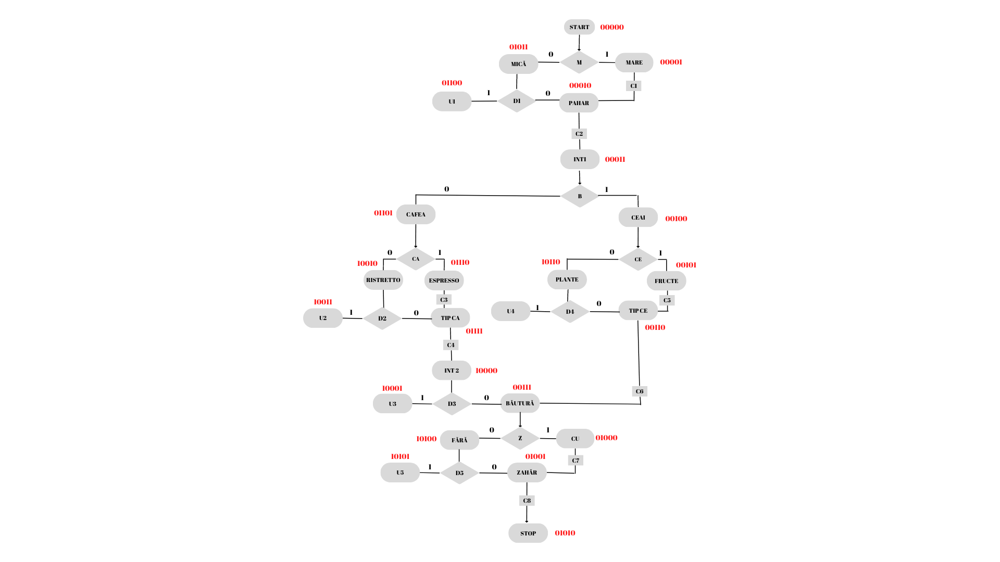 START 00000
01011
0 1
MICĂ M MARE 00001
01100 00010 C1
1 0
U1 D1 PAHAR
C2
INT1 00011
0 1
B
01101 CAFEA CEAI 00100
0 1 0 1
CA CE
10010 01110 10110 00101
RISTRETTO ESPRESSO PLANTE FRUCTE
10011 C3 C5
1 0 1 0
U2 D2 TIP CA U4 D4 TIP CE
01111 00110
C4
INT 2 10000
10001 00111 C6
1 0
U3 D3 BĂUTURĂ
0 1
10100 FĂRĂ Z CU 01000
10101 01001 C7
1 0
U5 D5 ZAHĂR
C8
STOP 01010